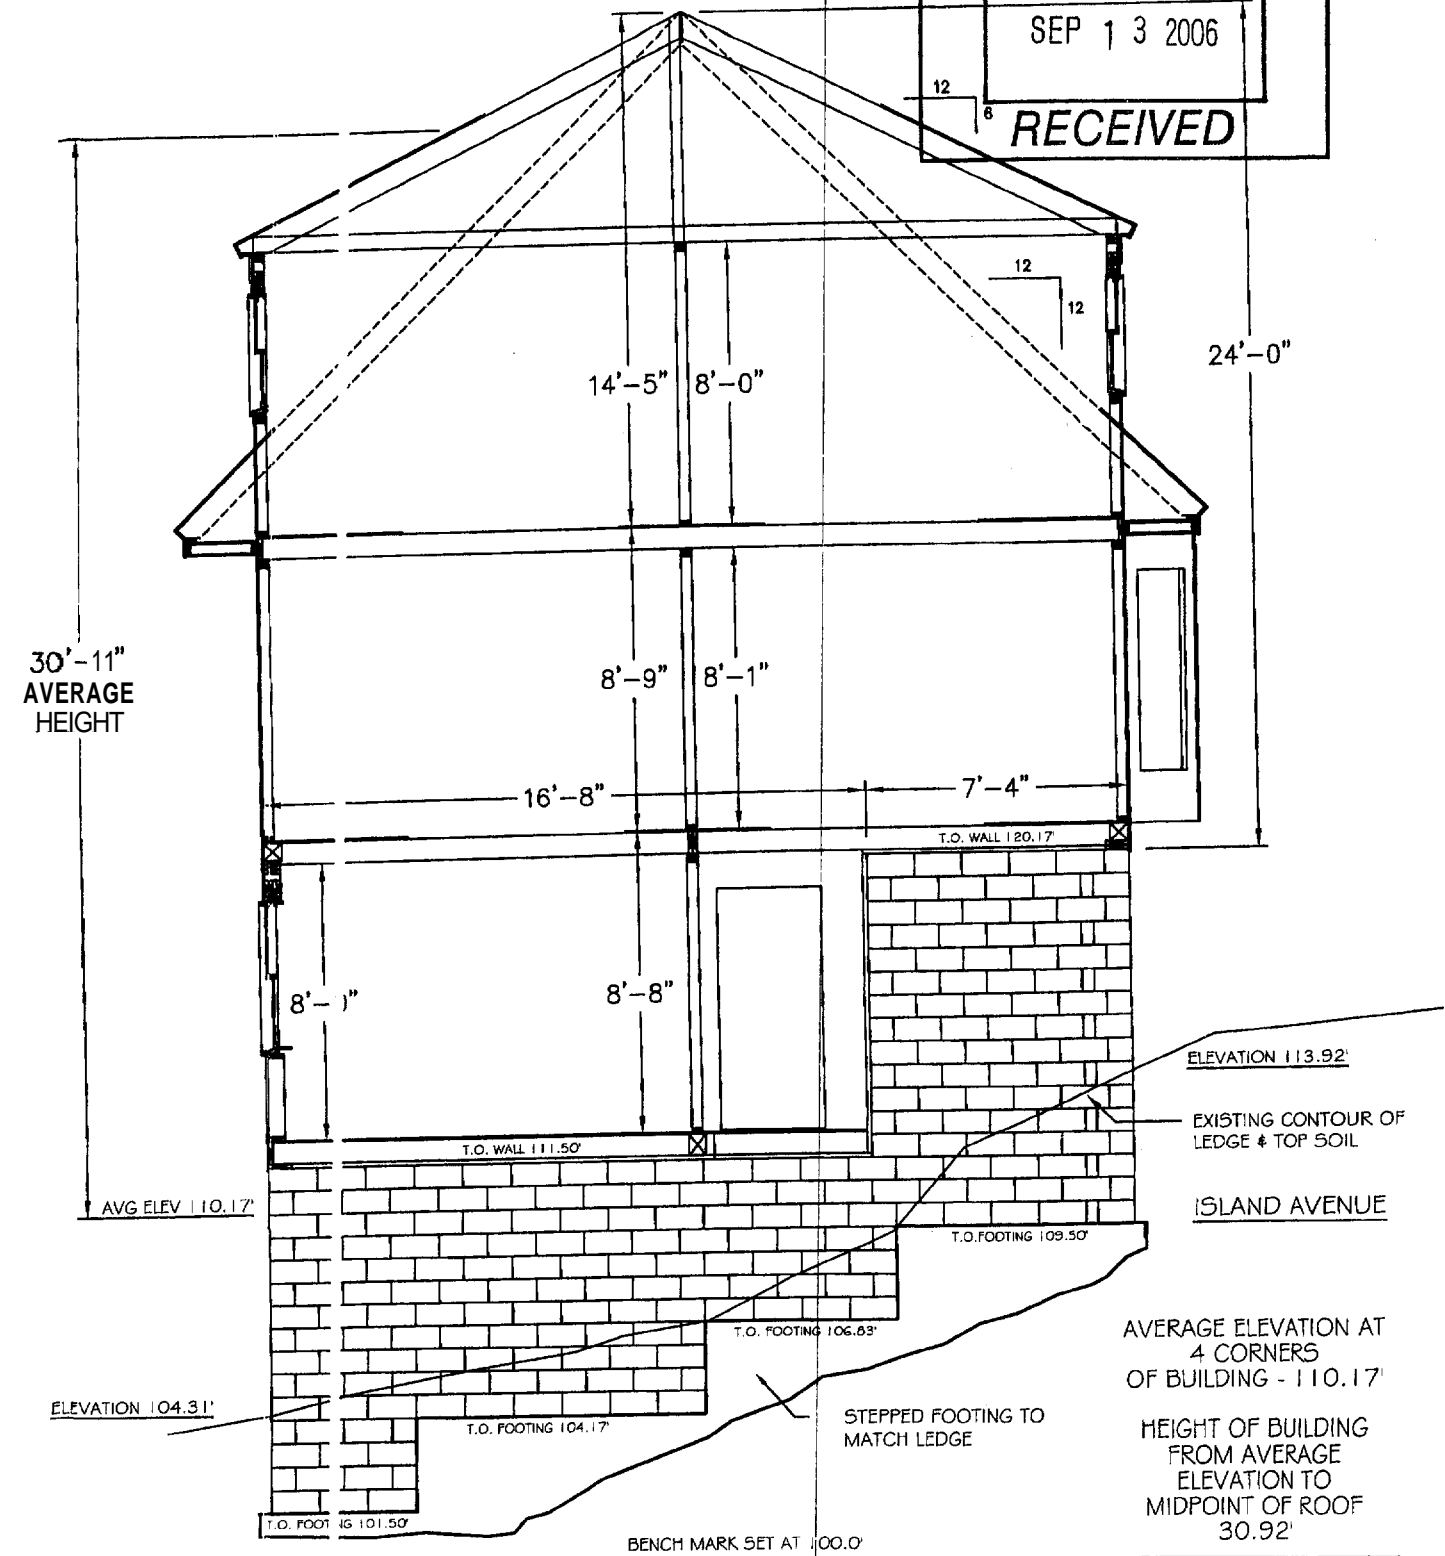 SEP 13 2006
RECEIVED
12
6
12
12
24'-0"
14'-5"
8'-0"
30'-11"
AVERAGE
HEIGHT
8'-9"
8'-1"
16'-8"
7'-4"
T.O. WALL 120.17'
8'-8"
T.O. WALL 111.50'
ELEVATION 113.92'
EXISTING CONTOUR OF
LEDGE & TOP SOIL
AVG ELEV 110.17'
ISLAND AVENUE
T.O.FOOTING 109.50'
T.O. FOOTING 106.83'
AVERAGE ELEVATION AT
4 CORNERS
OF BUILDING - 110.17'
ELEVATION 104.31'
T.O. FOOTING 104.17'
STEPPED FOOTING TO
MATCH LEDGE
HEIGHT OF BUILDING
FROM AVERAGE
ELEVATION TO
MIDPOINT OF ROOF
30.92'
T.O. FOOTING 101.50'
BENCH MARK SET AT 100.0'